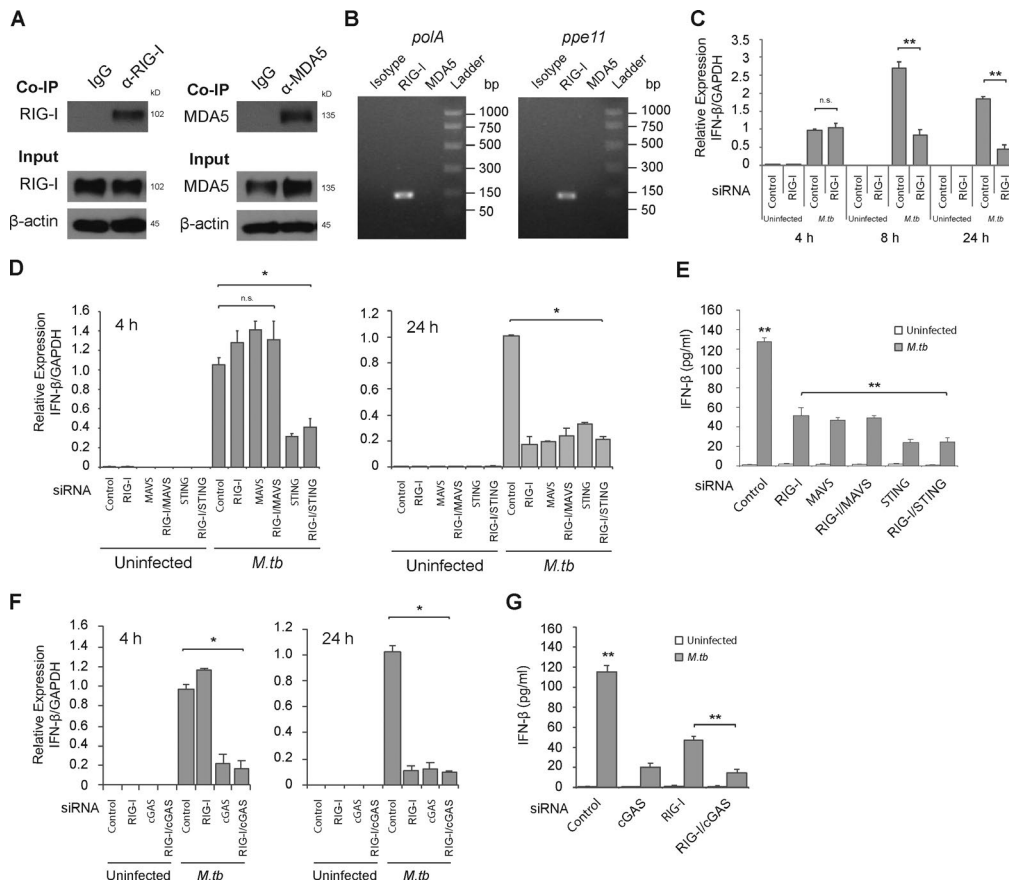 A
IgG
α-RIG-I
Co-IP
kD
RIG-I
102
Input
RIG-I
102
β-actin
45
IgG
α-MDA5
Co-IP
kD
MDA5
135
Input
MDA5
135
β-actin
45
B
polA
ppe11
Isotype
RIG-I
MDA5
Ladder
bp
1000
750
500
300
150
50
Isotype
RIG-I
MDA5
Ladder
bp
1000
750
500
300
150
50
C
Relative Expression
IFN-β/GAPDH
3.5
3
2.5
2
1.5
1
0.5
0
n.s.
**
**
siRNA
Control
RIG-I
Control
RIG-I
Control
RIG-I
Control
RIG-I
Control
RIG-I
Control
RIG-I
Uninfected
M.tb
Uninfected
M.tb
Uninfected
M.tb
4 h
8 h
24 h
D
Relative Expression
IFN-β/GAPDH
4 h
1.6
1.4
1.2
1.0
0.8
0.6
0.4
0.2
0
n.s.
*
siRNA
Control
RIG-I
MAVS
RIG-I/MAVS
STING
RIG-I/STING
Control
RIG-I
MAVS
RIG-I/MAVS
STING
RIG-I/STING
Uninfected
M.tb
24 h
1.2
1.0
0.8
0.6
0.4
0.2
0
*
Control
RIG-I
MAVS
RIG-I/MAVS
STING
RIG-I/STING
Control
RIG-I
MAVS
RIG-I/MAVS
STING
RIG-I/STING
Uninfected
M.tb
E
IFN-β (pg/ml)
160
140
120
100
80
60
40
20
0
**
**
Uninfected
M.tb
siRNA
Control
RIG-I
MAVS
RIG-I/MAVS
STING
RIG-I/STING
F
Relative Expression
IFN-β/GAPDH
4 h
1.6
1.4
1.2
1.0
0.8
0.6
0.4
0.2
0
*
siRNA
Control
RIG-I
cGAS
RIG-I/cGAS
Control
RIG-I
cGAS
RIG-I/cGAS
Uninfected
M.tb
24 h
1.2
1.0
0.8
0.6
0.4
0.2
0
*
Control
RIG-I
cGAS
RIG-I/cGAS
Control
RIG-I
cGAS
RIG-I/cGAS
Uninfected
M.tb
G
IFN-β (pg/ml)
160
140
120
100
80
60
40
20
0
**
**
Uninfected
M.tb
siRNA
Control
cGAS
RIG-I
RIG-I/cGAS